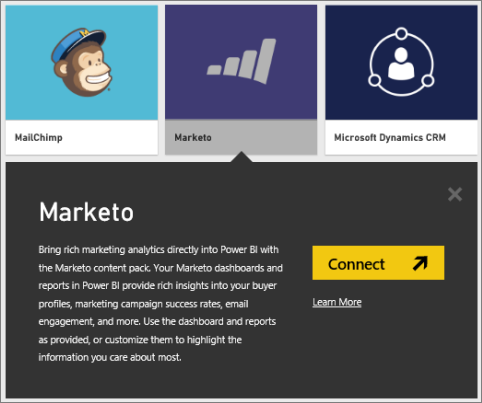 MailChimp
Marketo
Microsoft Dynamics CRM
Marketo
Bring rich marketing analytics directly into Power BI with
the Marketo content pack. Your Marketo dashboards and
reports in Power BI provide rich insights into your buyer
profiles, marketing campaign success rates, email
engagement, and more. Use the dashboard and reports
as provided, or customize them to highlight the
information you care about most.
Connect
Learn More